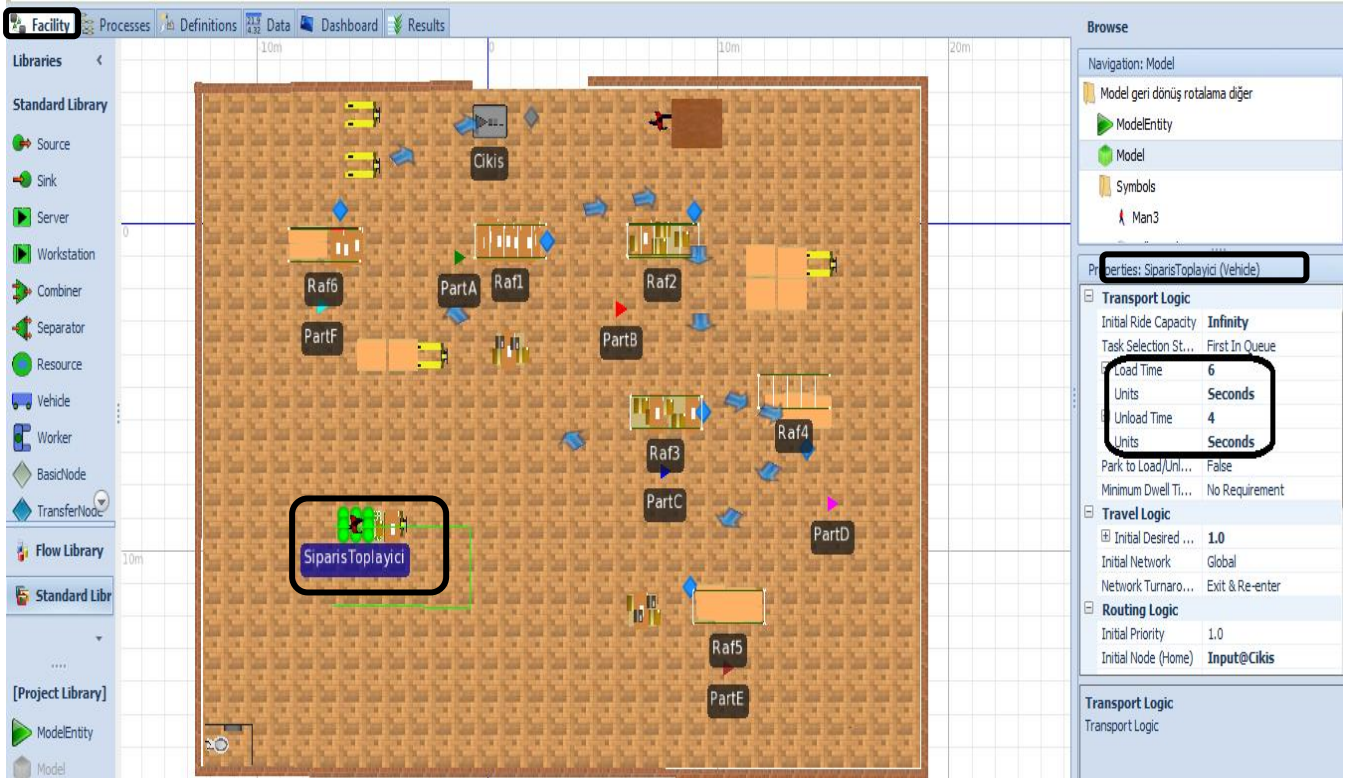 Facility Processes Definitions Data Dashboard Results
Libraries
Standard Library
Source
Sink
Server
Workstation
Combiner
Separator
Resource
Vehicle
Worker
BasicNode
TransferNode
Flow Library
Standard Libr
[Project Library]
ModelEntity
Model
-10m 0 10m 20m
0
10m
Cikis
Raf6
PartA
Raf1
Raf2
PartF
PartB
Raf3
Raf4
PartC
PartD
SiparisToplayici
Raf5
PartE
Browse
Navigation: Model
Model geri dönüş rotalama diğer
ModelEntity
Model
Symbols
Man3
Properties: SiparisToplayici (Vehicle)
Transport Logic
Initial Ride Capacity Infinity
Task Selection St... First In Queue
Load Time 6
Units Seconds
Unload Time 4
Units Seconds
Park to Load/Unl... False
Minimum Dwell Ti... No Requirement
Travel Logic
Initial Desired ... 1.0
Initial Network Global
Network Turnaro... Exit & Re-enter
Routing Logic
Initial Priority 1.0
Initial Node (Home) Input@Cikis
Transport Logic
Transport Logic